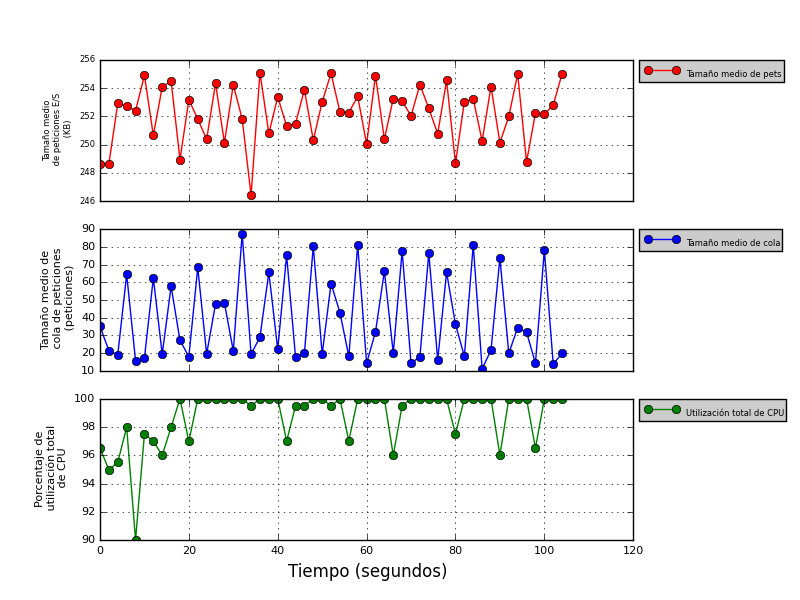 256
254
252
250
248
246
Tamaño medio
de peticiones E/S
(KB)
Tamaño medio de pets
90
80
70
60
50
40
30
20
10
Tamaño medio de
cola de peticiones
(peticiones)
Tamaño medio de cola
100
98
96
94
92
90
Porcentaje de
utilización total
de CPU
Utilización total de CPU
0 20 40 60 80 100 120
Tiempo (segundos)